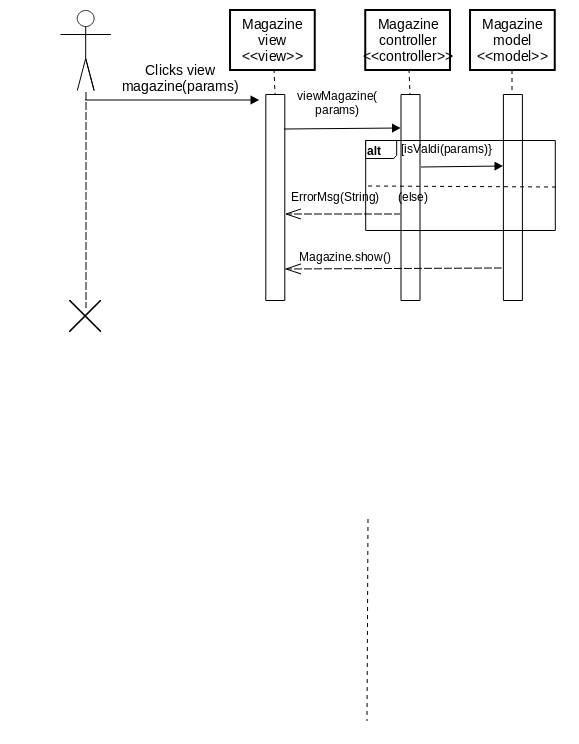 Magazine
view
<<view>>
Magazine
controller
<<controller>>
Magazine
model
<<model>>
Clicks view
magazine(params)
viewMagazine(
params)
alt
[isValdi(params)}
ErrorMsg(String)
(else)
Magazine.show()